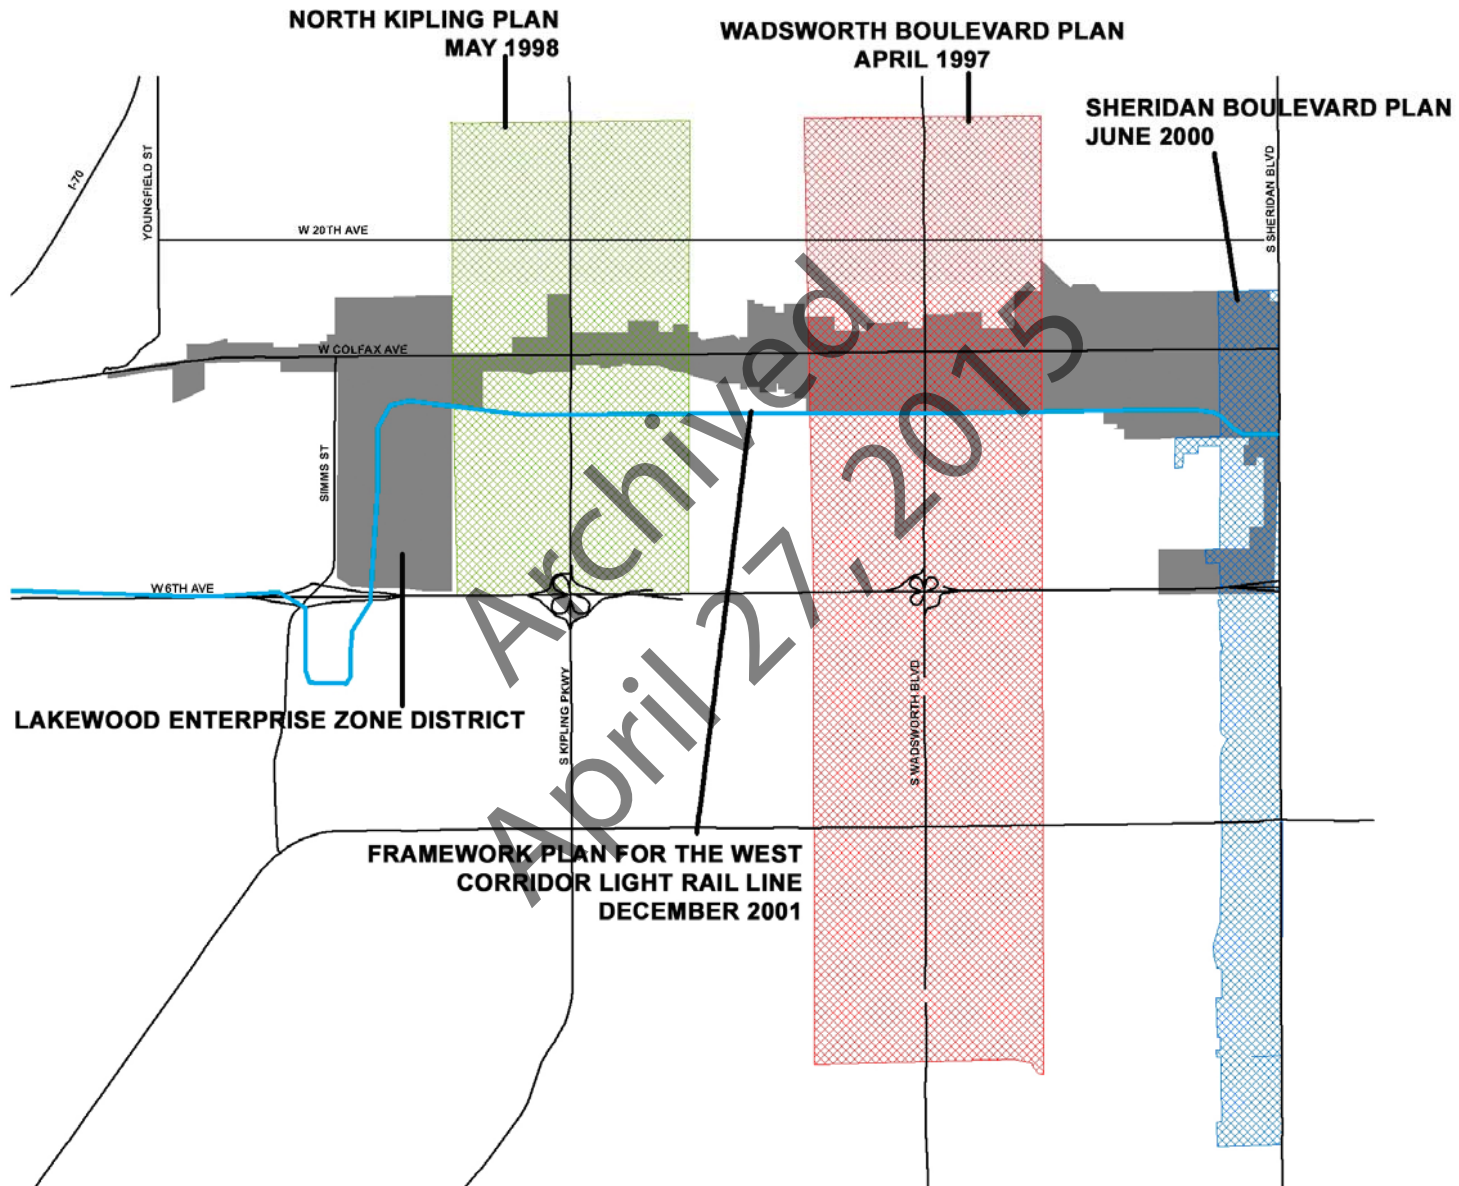 NORTH KIPLING PLAN
MAY 1998
WADSWORTH BOULEVARD PLAN
APRIL 1997
SHERIDAN BOULEVARD PLAN
JUNE 2000
I-70
YOUNGFIELD ST
S SHERIDAN BLVD
W 20TH AVE
W COLFAX AVE
SIMMS ST
W 6TH AVE
Archived
April 27, 2015
S KIPLING PKWY
S WADSWORTH BLVD
LAKEWOOD ENTERPRISE ZONE DISTRICT
FRAMEWORK PLAN FOR THE WEST
CORRIDOR LIGHT RAIL LINE
DECEMBER 2001